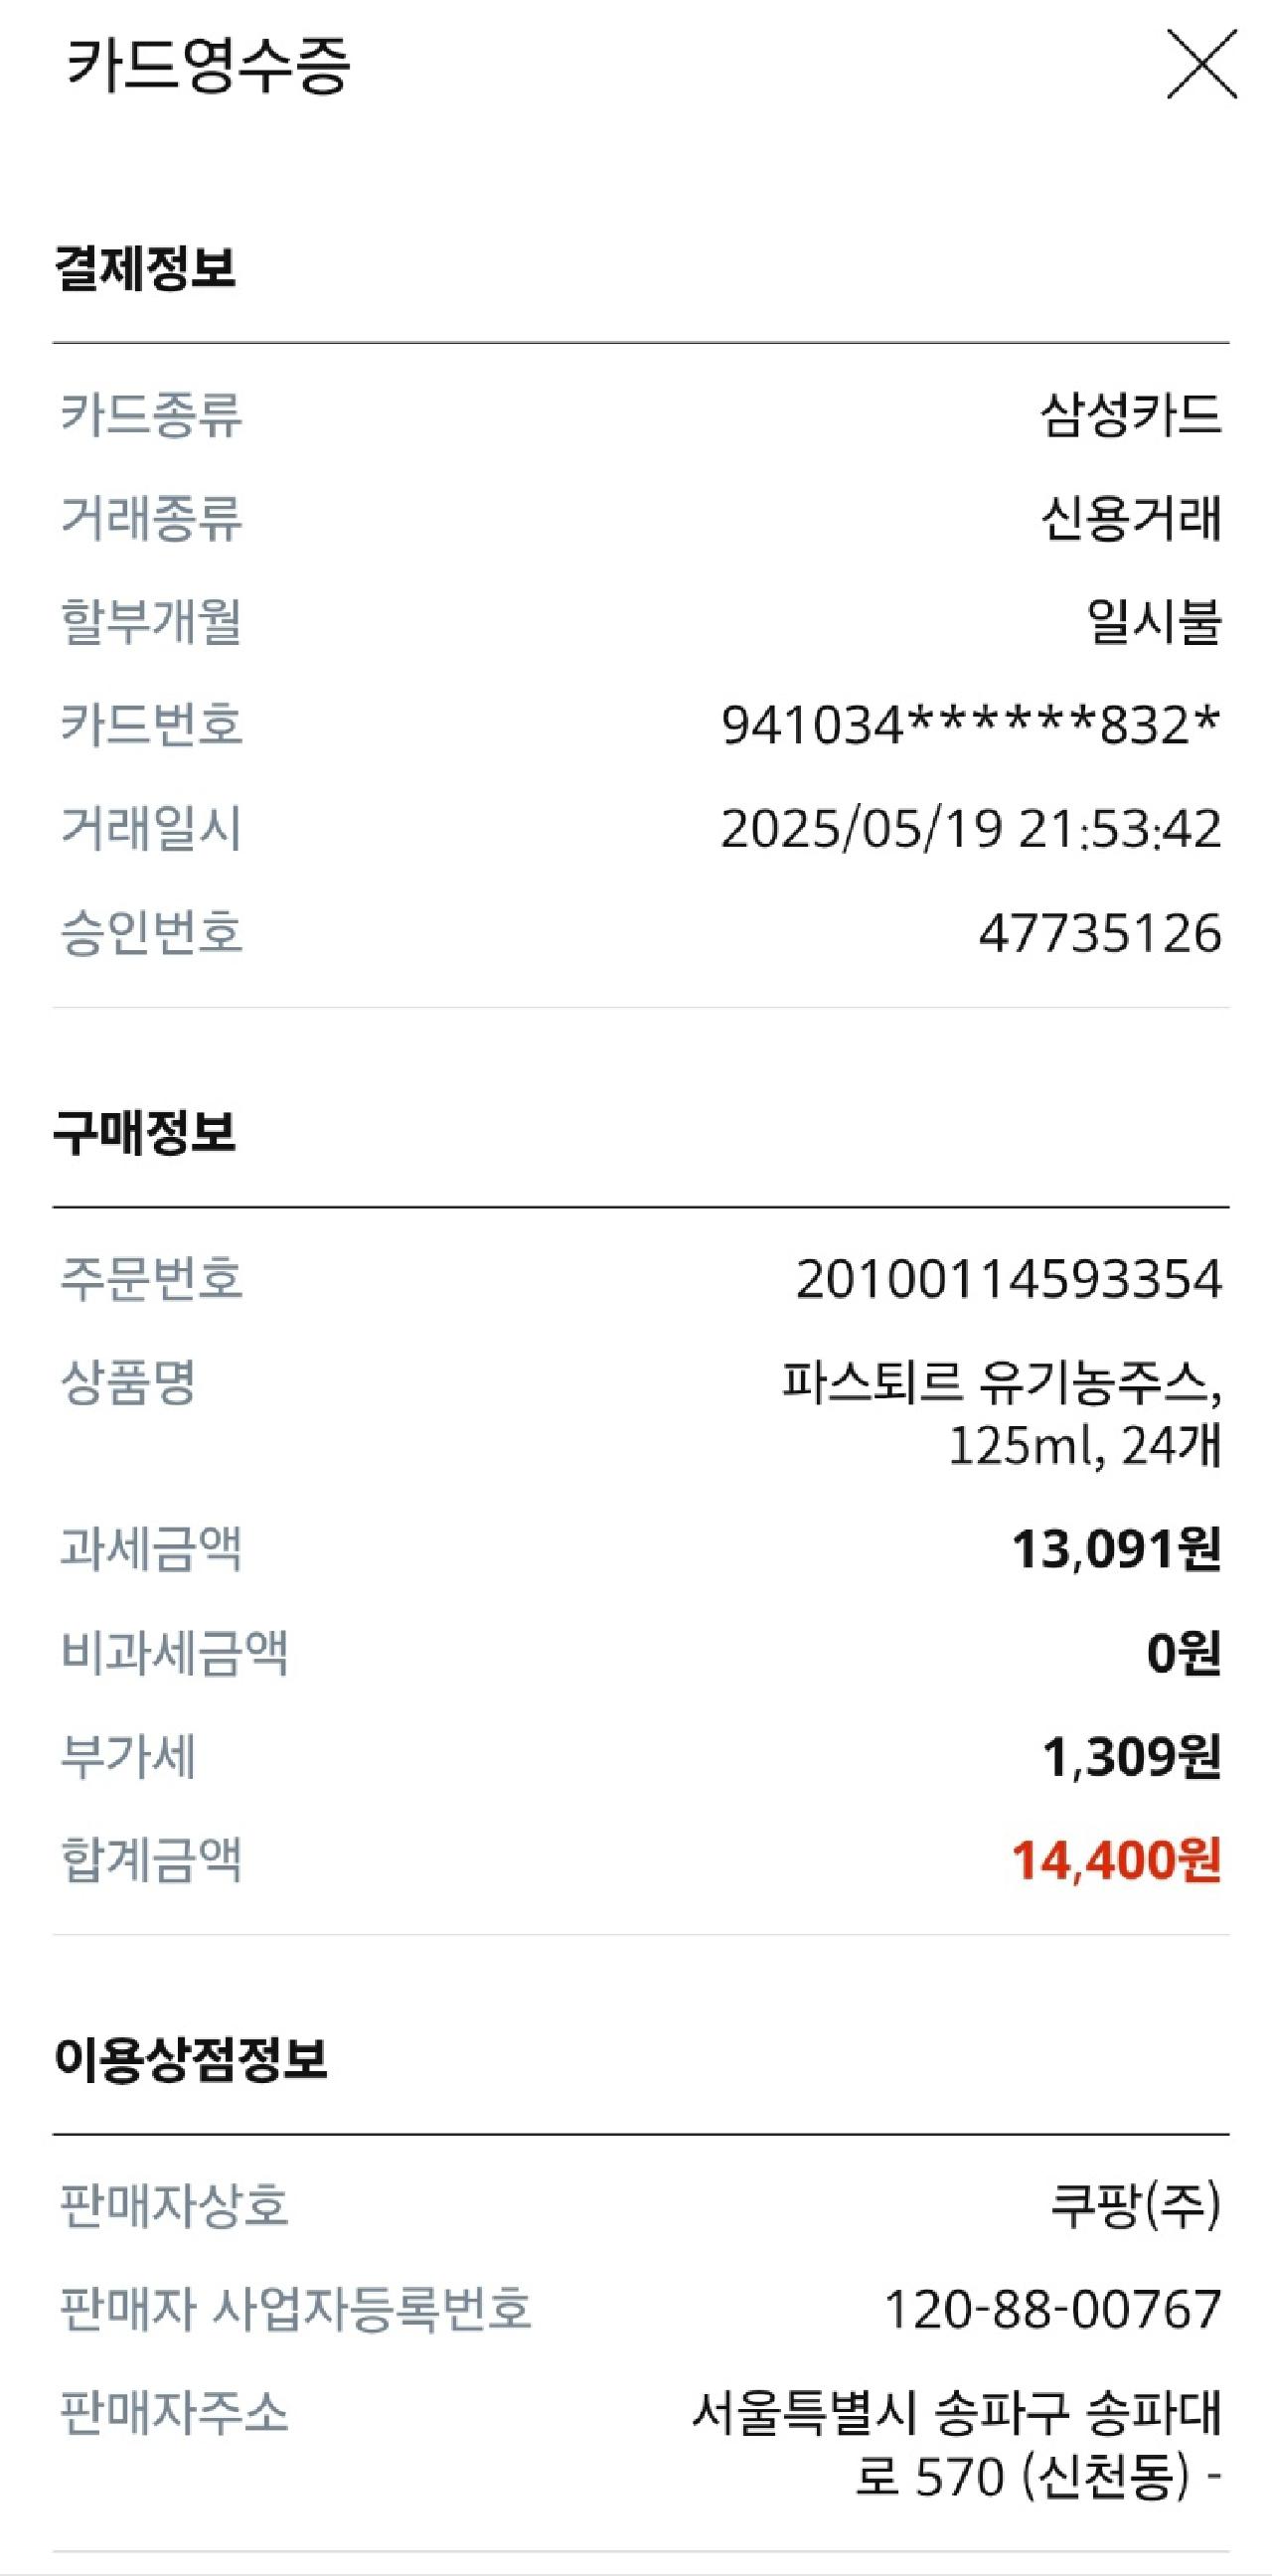 카드영수증
결제정보
카드종류 삼성카드
거래종류 신용거래
할부개월 일시불
카드번호 941034******832*
거래일시 2025/05/19 21:53:42
승인번호 47735126
구매정보
주문번호 20100114593354
상품명 파스퇴르 유기농주스,
125ml, 24개
과세금액 13,091원
비과세금액 0원
부가세 1,309원
합계금액 14,400원
이용상점정보
판매자상호 쿠팡(주)
판매자 사업자등록번호 120-88-00767
판매자주소 서울특별시 송파구 송파대
로 570 (신천동) -